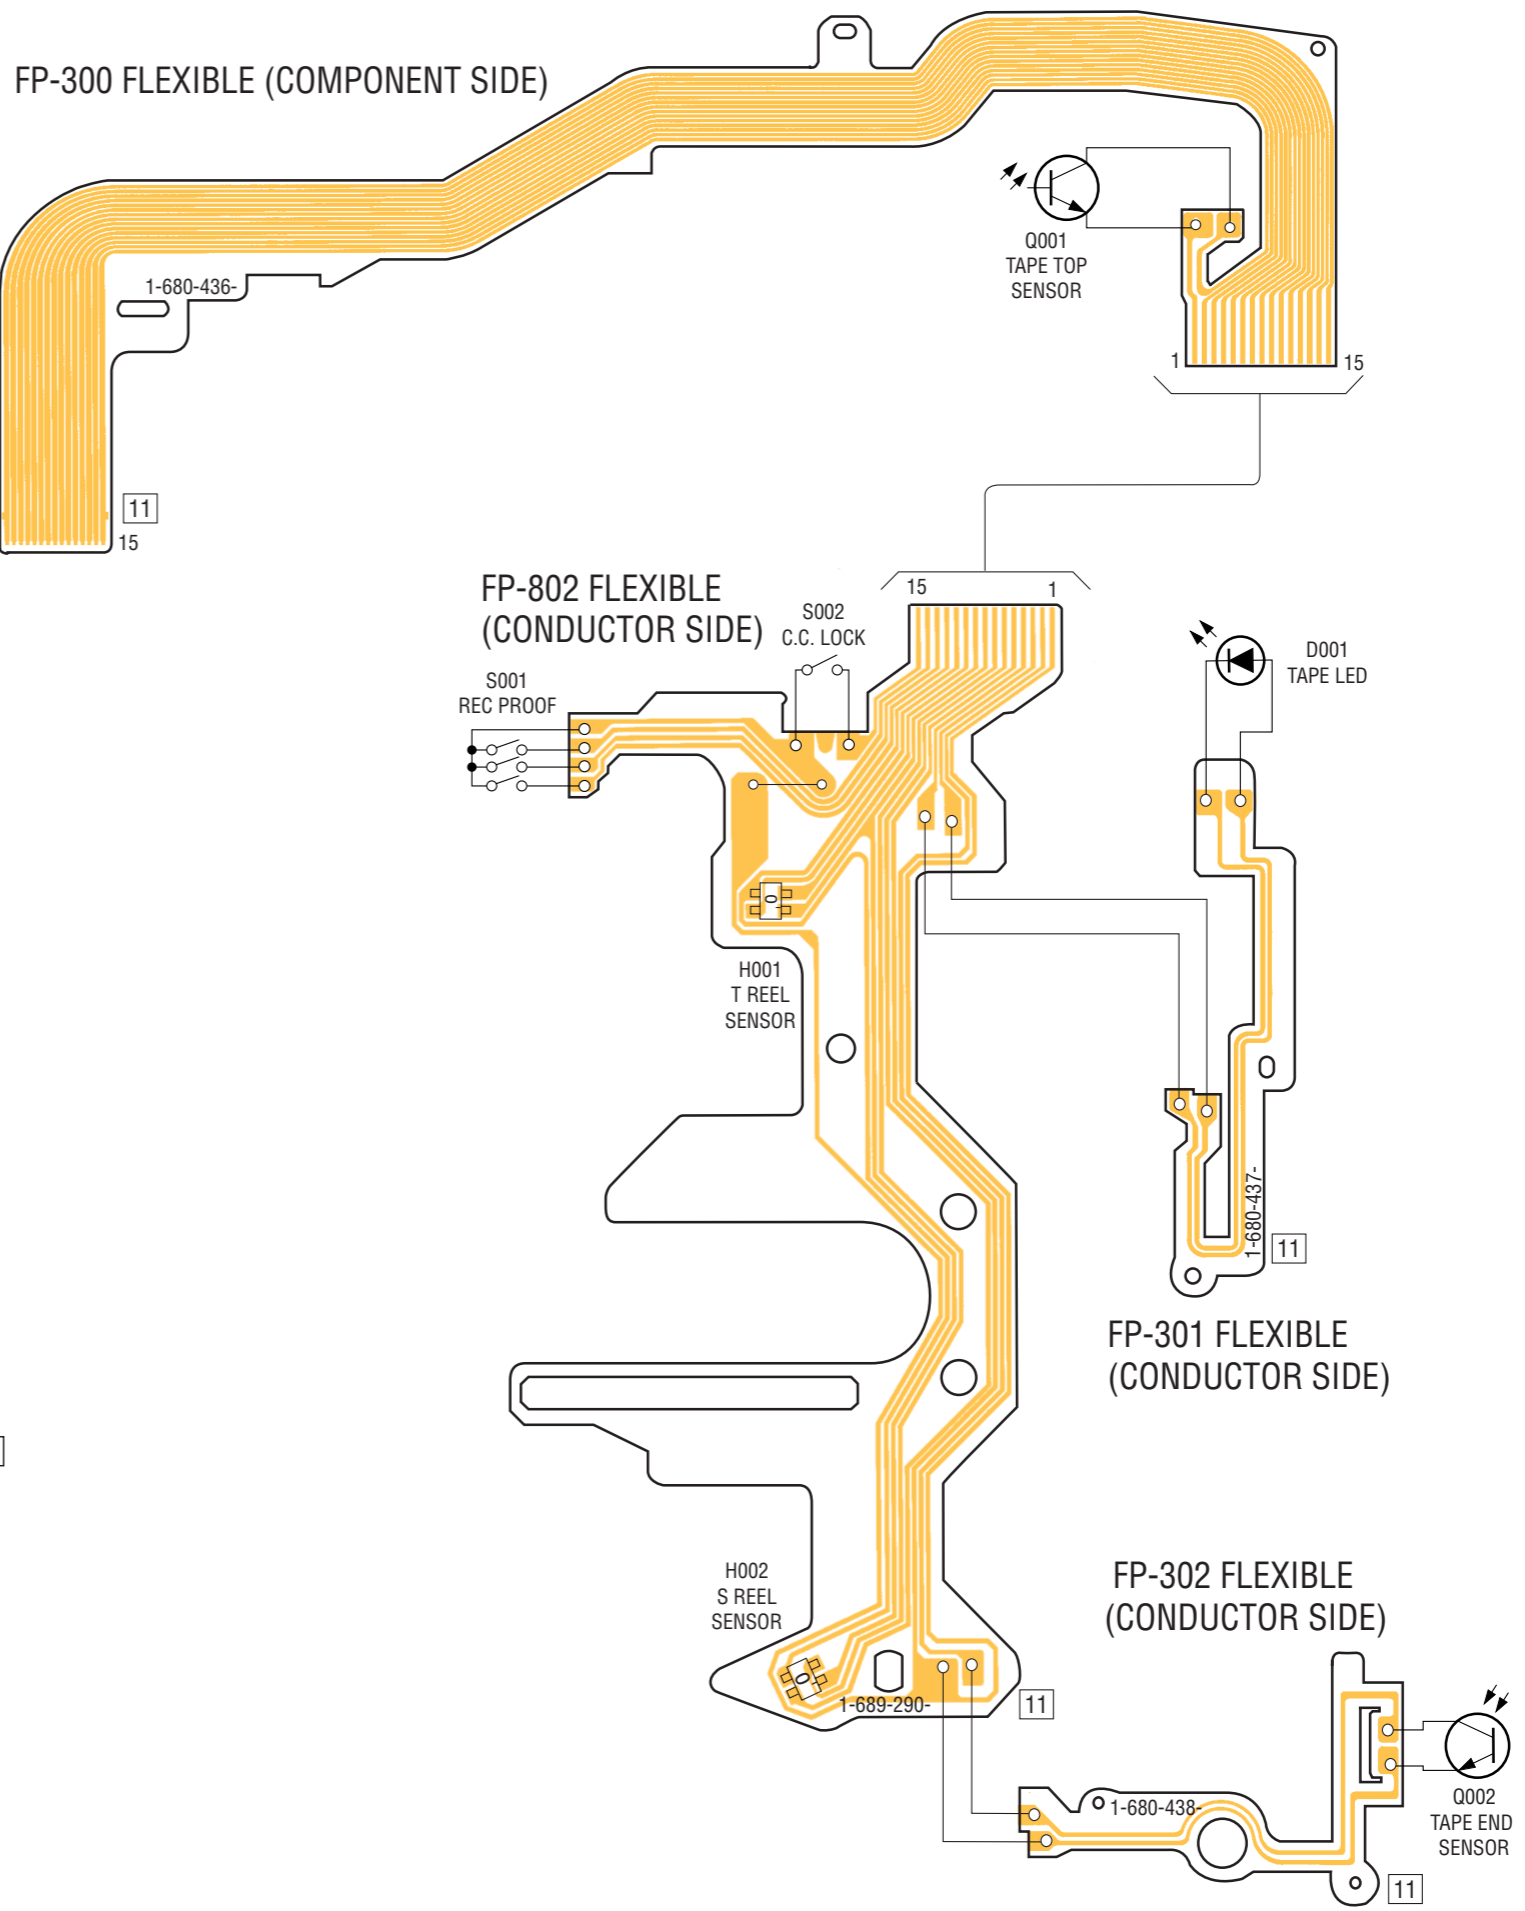 FP-300 FLEXIBLE (COMPONENT SIDE)
Q001
TAPE TOP
SENSOR
1-680-436-
1
15
11
15
FP-802 FLEXIBLE
(CONDUCTOR SIDE)
15
1
S002
C.C. LOCK
S001
REC PROOF
D001
TAPE LED
H001
T REEL
SENSOR
1-680-437-
11
FP-301 FLEXIBLE
(CONDUCTOR SIDE)
H002
S REEL
SENSOR
1-689-290-
11
FP-302 FLEXIBLE
(CONDUCTOR SIDE)
1-680-438-
Q002
TAPE END
SENSOR
11